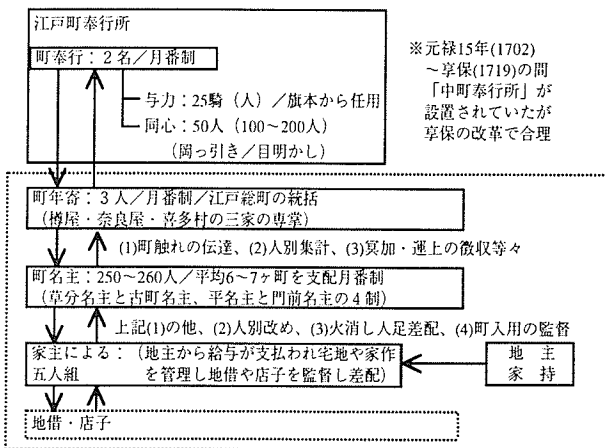 江戸町奉行所
町奉行：２名／月番制
与力：25騎（人）／旗本から任用
同心：50人（100～200人）
（岡っ引き／目明かし）
※元禄15年(1702)
～享保(1719)の間
「中町奉行所」が
設置されていたが
享保の改革で合理
町年寄：３人／月番制／江戸総町の統括
（樽屋・奈良屋・喜多村の三家の専掌）
(1)町触れの伝達、(2)人別集計、(3)冥加・運上の徴収等々
町名主：250～260人／平均6～7ヶ町を支配月番制
（草分名主と古町名主、平名主と門前名主の４制）
上記(1)の他、(2)人別改め、(3)火消し人足差配、(4)町入用の監督
家主による：（地主から給与が支払われ宅地や家作
五人組　を管理し地借や店子を監督し差配）
地　主
家　持
地借・店子